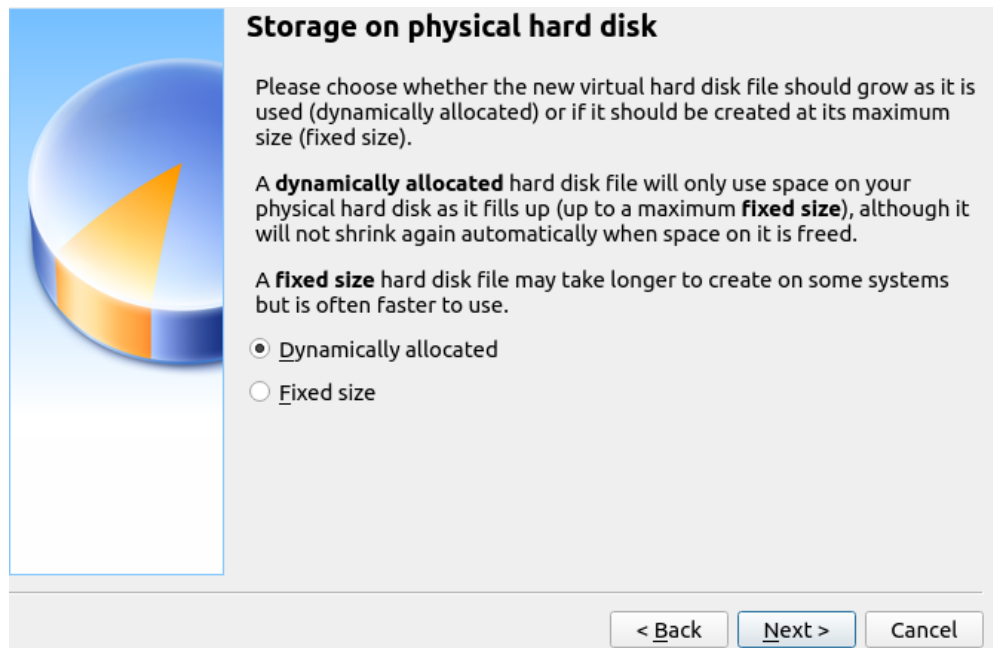 Storage on physical hard disk
Please choose whether the new virtual hard disk file should grow as it is
used (dynamically allocated) or if it should be created at its maximum
size (fixed size).
A dynamically allocated hard disk file will only use space on your
physical hard disk as it fills up (up to a maximum fixed size), although it
will not shrink again automatically when space on it is freed.
A fixed size hard disk file may take longer to create on some systems
but is often faster to use.
Dynamically allocated
Fixed size
< Back Next > Cancel